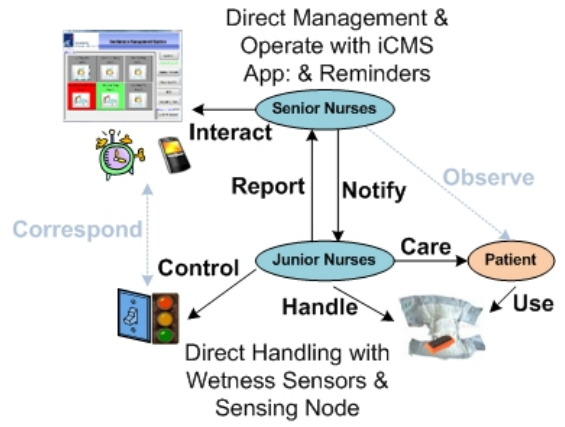 Direct Management &
Operate with iCMS
App: & Reminders
Senior Nurses
Interact
Report
Notify
Observe
Correspond
Control
Junior Nurses
Care
Patient
Handle
Use
Direct Handling with
Wetness Sensors &
Sensing Node